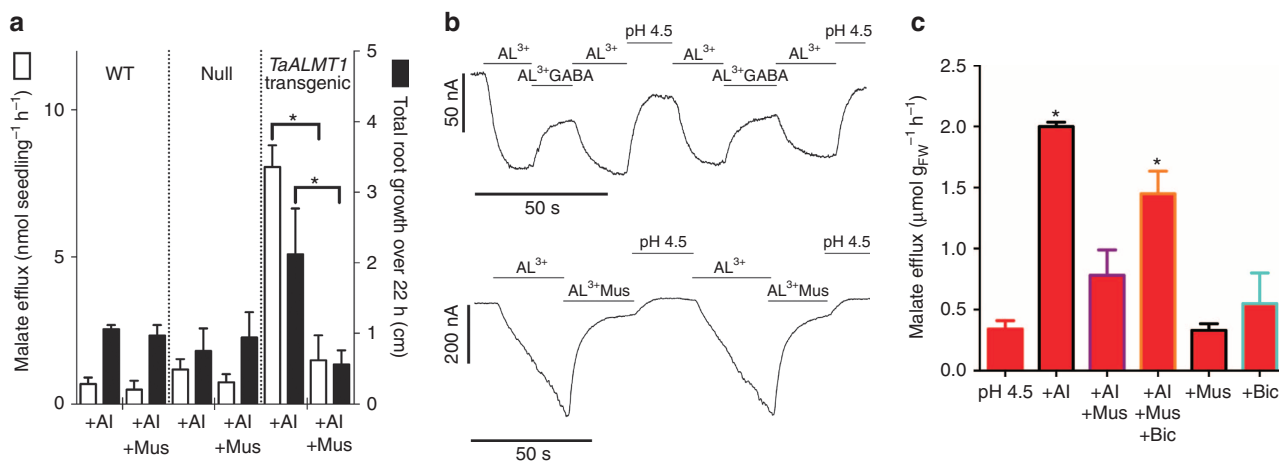 a
Malate efflux (nmol seedling⁻¹ h⁻¹)
10
5
0
WT
Null
TaALMT1
transgenic
*
*
5
4
3
2
1
0
Total root growth over 22 h (cm)
+Al
+Al
+Mus
+Al
+Al
+Mus
+Al
+Al
+Mus
b
pH 4.5
pH 4.5
AL³⁺
AL³⁺
AL³⁺
AL³⁺
AL³⁺GABA
AL³⁺GABA
50 nA
50 s
pH 4.5
pH 4.5
AL³⁺
AL³⁺
AL³⁺Mus
AL³⁺Mus
200 nA
50 s
c
Malate efflux (μmol gFW⁻¹ h⁻¹)
2.5
2.0
1.5
1.0
0.5
0
*
*
pH 4.5
+Al
+Al
+Mus
+Al
+Mus
+Bic
+Mus
+Bic